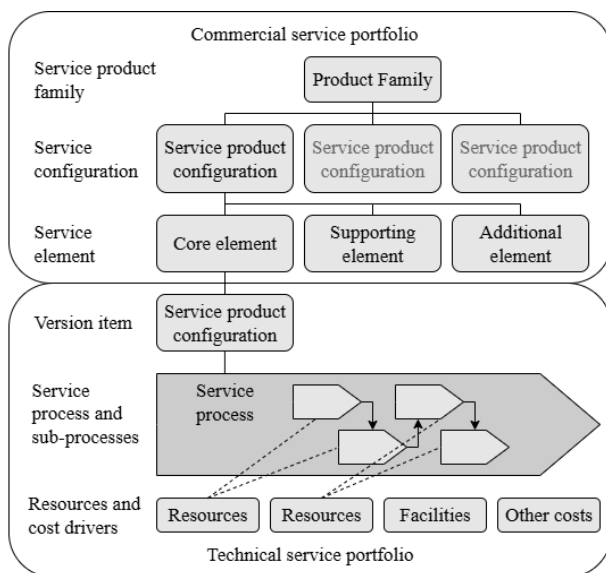 Commercial service portfolio
Service product
family
Product Family
Service
configuration
Service product
configuration
Service product
configuration
Service product
configuration
Service
element
Core element
Supporting
element
Additional
element
Version item
Service product
configuration
Service
process and
sub-processes
Service
process
Resources and
cost drivers
Resources
Resources
Facilities
Other costs
Technical service portfolio